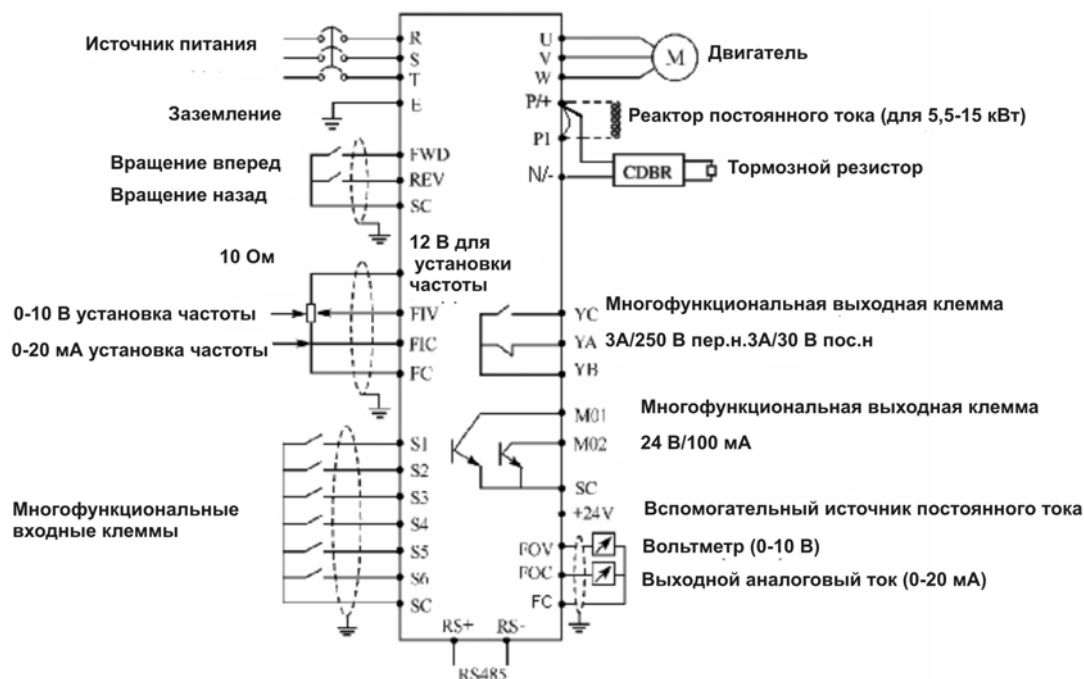 Источник питания
R
S
T
Заземление
E
Вращение вперед
FWD
REV
Вращение назад
SC
10 Ом
12 В для
установки
частоты
0-10 В установка частоты
FIV
0-20 мА установка частоты
FIC
FC
S1
S2
S3
Многофункциональные
входные клеммы
S4
S5
S6
SC
U
V
W
M
Двигатель
P/+
Реактор постоянного тока (для 5,5-15 кВт)
P1
N/-
CDBR
Тормозной резистор
Многофункциональная выходная клемма
YC
YA
3А/250 В пер.н.3А/30 В пос.н
YB
M01
Многофункциональная выходная клемма
M02
24 В/100 мА
SC
+24V
Вспомогательный источник постоянного тока
FOV
Вольтметр (0-10 В)
FOC
Выходной аналоговый ток (0-20 мА)
FC
RS+ RS-
RS485